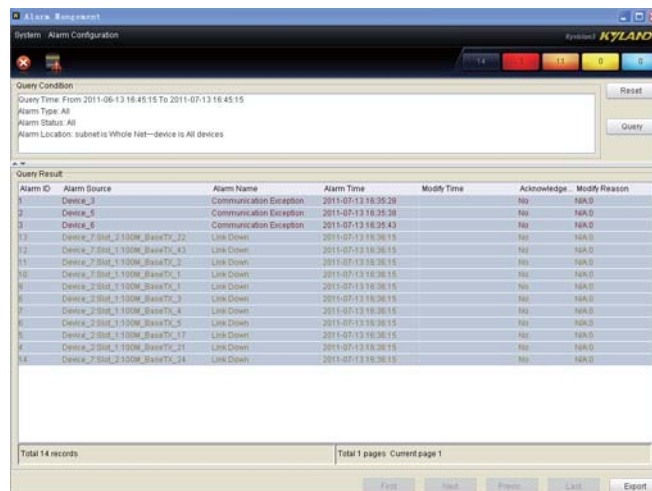 Alarm Mangement
System Alarm Configuration
Kyvision3 KYLAND
14 3 11 0 0
Query Condition
Query Time: From 2011-06-13 16:45:15 To 2011-07-13 16:45:15
Alarm Type: All
Alarm Status: All
Alarm Location: subnet is Whole Net—device is All devices
Reset
Query
Query Result
Alarm ID Alarm Source Alarm Name Alarm Time Modify Time Acknowledge... Modify Reason
1 Device_3 Communication Exception 2011-07-13 16:35:28 No N/A:0
2 Device_5 Communication Exception 2011-07-13 16:35:38 No N/A:0
3 Device_6 Communication Exception 2011-07-13 16:35:43 No N/A:0
13 Device_7:Slot_2:100M_BaseTX_22 Link Down 2011-07-13 16:36:15 No N/A:0
12 Device_7:Slot_1:100M_BaseTX_43 Link Down 2011-07-13 16:36:15 No N/A:0
11 Device_7:Slot_1:100M_BaseTX_2 Link Down 2011-07-13 16:36:15 No N/A:0
10 Device_7:Slot_1:100M_BaseTX_1 Link Down 2011-07-13 16:36:15 No N/A:0
9 Device_2:Slot_1:100M_BaseTX_1 Link Down 2011-07-13 16:36:15 No N/A:0
8 Device_2:Slot_1:100M_BaseTX_3 Link Down 2011-07-13 16:36:15 No N/A:0
7 Device_2:Slot_1:100M_BaseTX_4 Link Down 2011-07-13 16:36:15 No N/A:0
6 Device_2:Slot_1:100M_BaseTX_5 Link Down 2011-07-13 16:36:15 No N/A:0
5 Device_2:Slot_1:100M_BaseTX_17 Link Down 2011-07-13 16:36:15 No N/A:0
4 Device_2:Slot_1:100M_BaseTX_21 Link Down 2011-07-13 16:36:15 No N/A:0
14 Device_7:Slot_2:100M_BaseTX_24 Link Down 2011-07-13 16:36:15 No N/A:0
Total 14 records Total 1 pages Current page 1
First Next Previo... Last Export